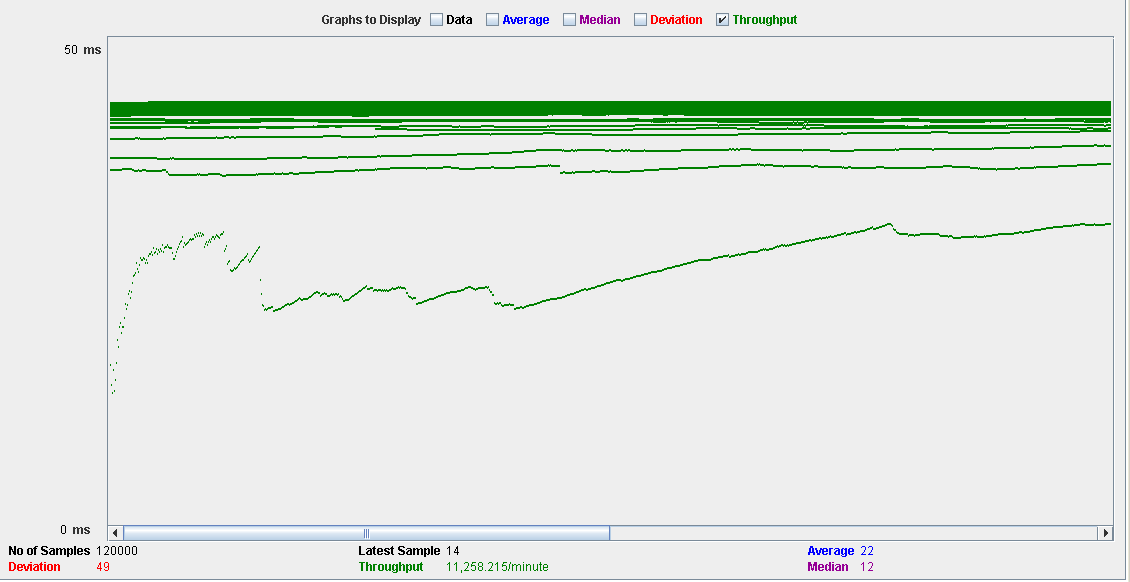 Graphs to Display Data Average Median Deviation Throughput
50 ms
0 ms
No of Samples 120000 Latest Sample 14 Average 22
Deviation 49 Throughput 11,258.215/minute Median 12